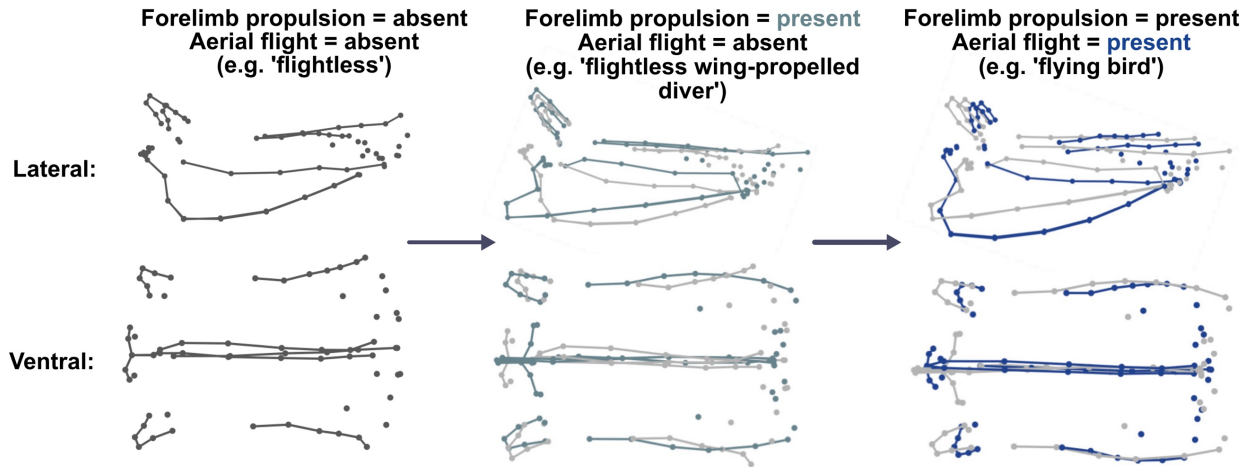 Forelimb propulsion = absent
Aerial flight = absent
(e.g. 'flightless')
Forelimb propulsion = present
Aerial flight = absent
(e.g. 'flightless wing-propelled
diver')
Forelimb propulsion = present
Aerial flight = present
(e.g. 'flying bird')
Lateral:
Ventral: